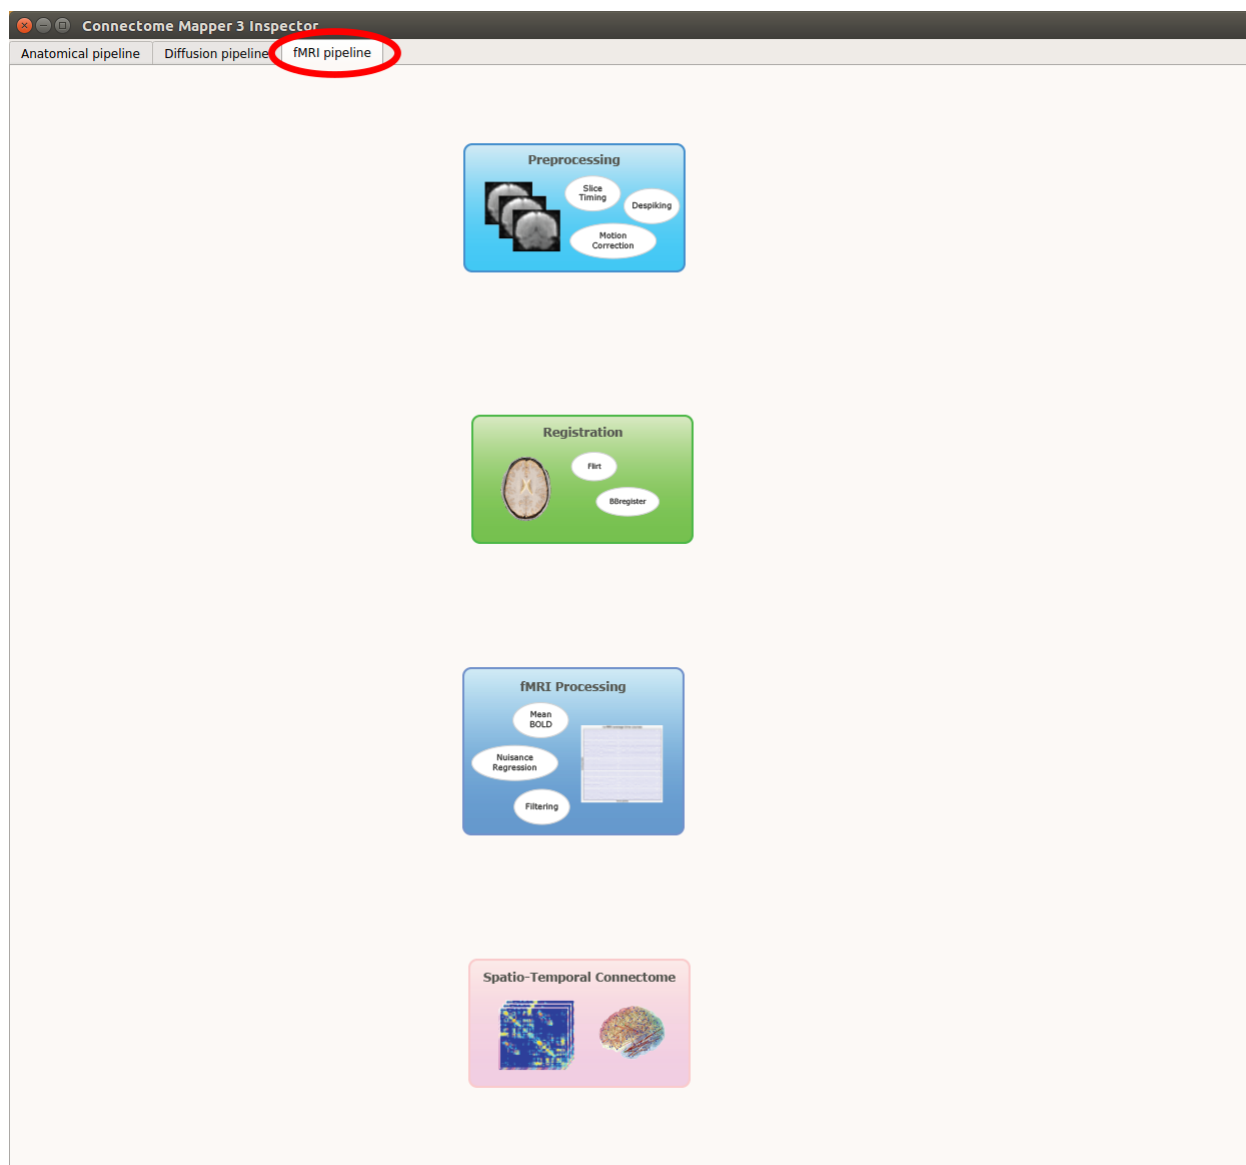 Connectome Mapper 3 Inspector
Anatomical pipeline
Diffusion pipeline
fMRI pipeline
Preprocessing
Slice
Timing
Despiking
Motion
Correction
Registration
Flirt
BBregister
fMRI Processing
Mean
BOLD
Nuisance
Regression
Filtering
Spatio-Temporal Connectome